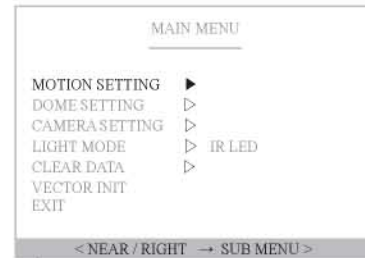 MAIN MENU
MOTION SETTING ▶
DOME SETTING ▷
CAMERA SETTING ▷
LIGHT MODE ▷ IR LED
CLEAR DATA ▷
VECTOR INIT
EXIT
< NEAR / RIGHT → SUB MENU >